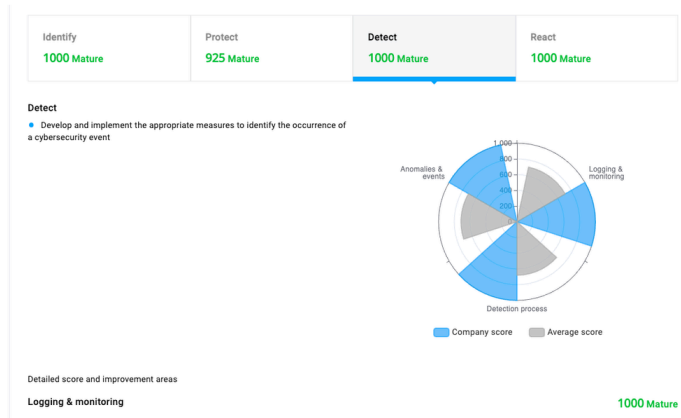 Identify
1000 Mature
Protect
925 Mature
Detect
1000 Mature
React
1000 Mature
Detect
Develop and implement the appropriate measures to identify the occurrence of
a cybersecurity event
1,000
800
600
400
200
0
Anomalies &
events
Logging &
monitoring
Detection process
Company score
Average score
Detailed score and improvement areas
Logging & monitoring
1000 Mature